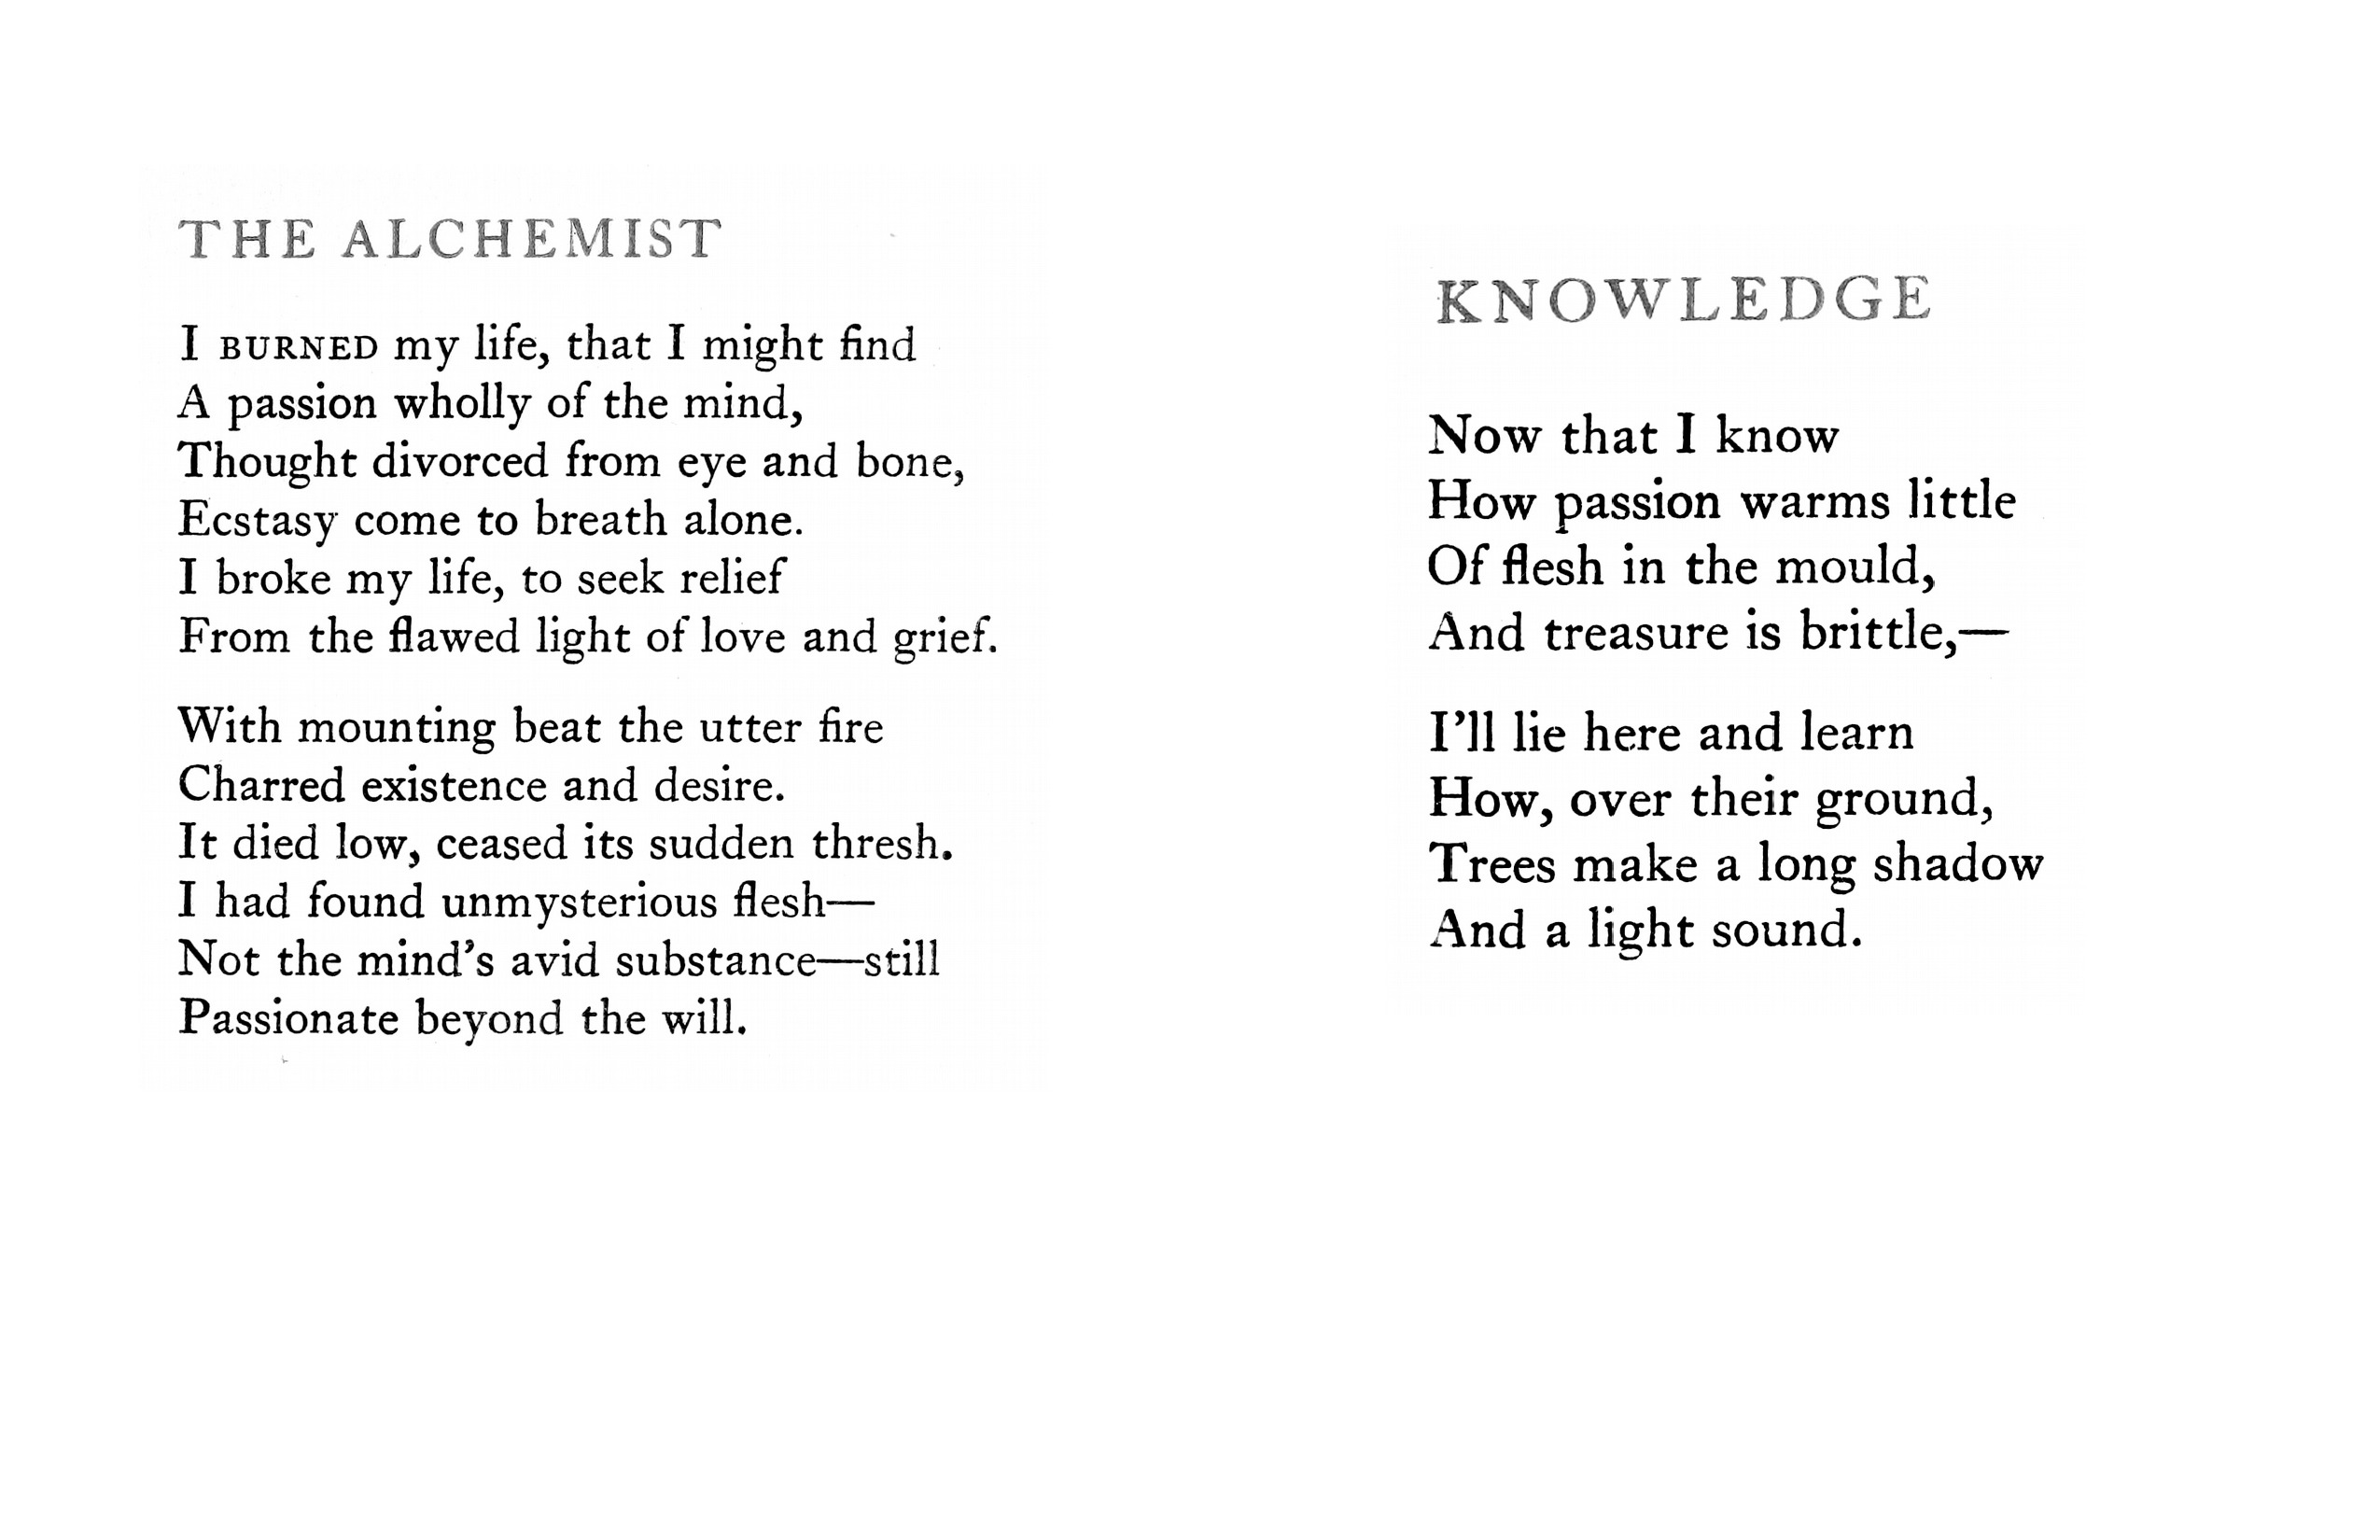 THE ALCHEMIST
I BURNED my life, that I might find
A passion wholly of the mind,
Thought divorced from eye and bone,
Ecstasy come to breath alone.
I broke my life, to seek relief
From the flawed light of love and grief.
With mounting beat the utter fire
Charred existence and desire.
It died low, ceased its sudden thresh.
I had found unmysterious flesh—
Not the mind's avid substance—still
Passionate beyond the will.
KNOWLEDGE
Now that I know
How passion warms little
Of flesh in the mould,
And treasure is brittle,—
I'll lie here and learn
How, over their ground,
Trees make a long shadow
And a light sound.